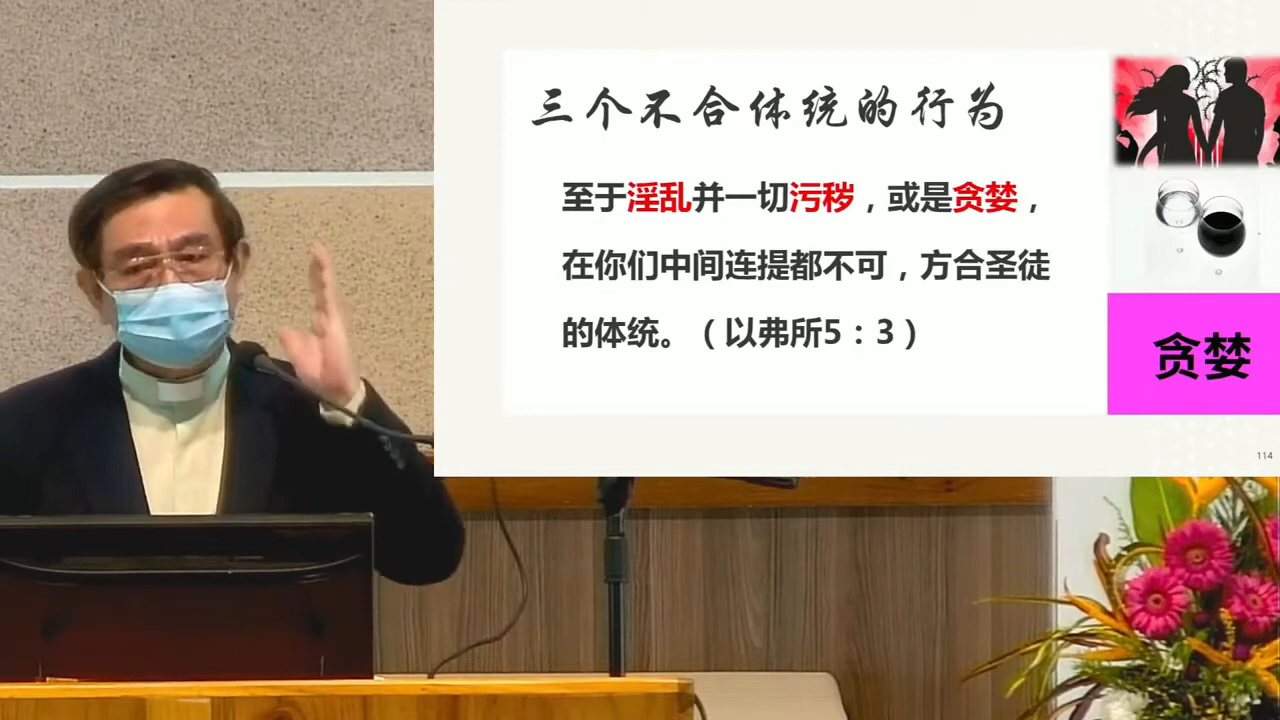 三个不合体统的行为
至于淫乱并一切污秽，或是贪婪，
在你们中间连提都不可，方合圣徒
的体统。（以弗所5：3）
贪婪
114